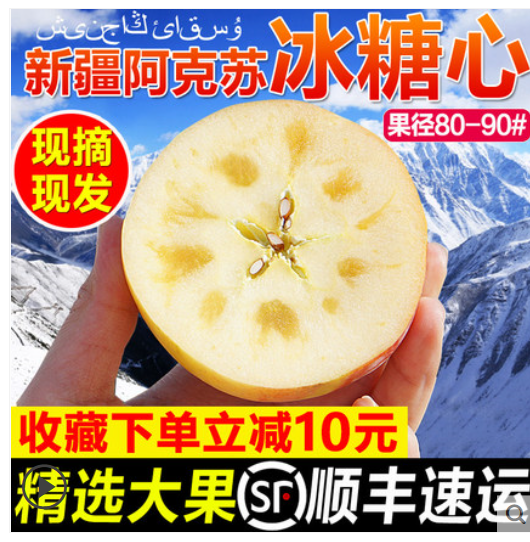 新疆阿克苏冰糖心
果径80-90#
现摘
现发
收藏下单立减10元
精选大果 SF 顺丰速运